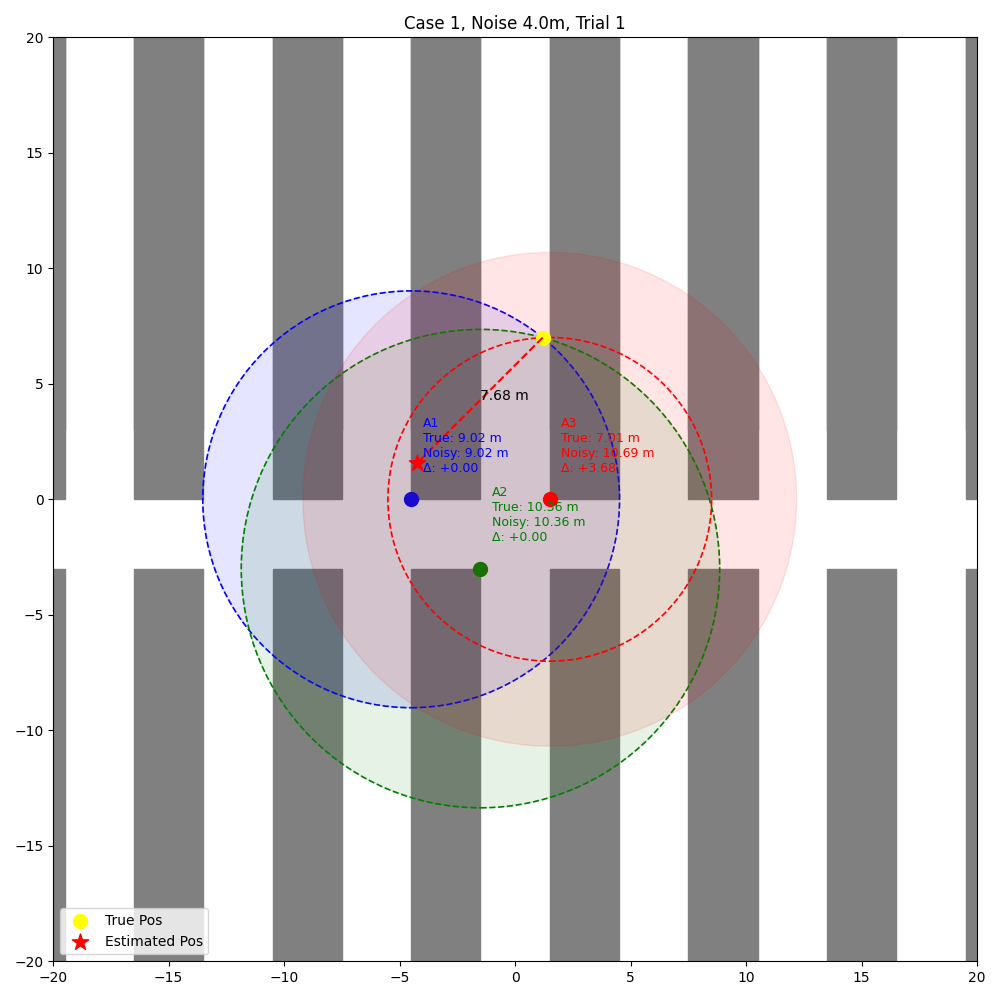 Case 1, Noise 4.0m, Trial 1
20
15
10
5
0
−5
−10
−15
−20
7.68 m
A1
True: 9.02 m
Noisy: 9.02 m
Δ: +0.00
A3
True: 7.01 m
Noisy: 10.69 m
Δ: +3.68
A2
True: 10.36 m
Noisy: 10.36 m
Δ: +0.00
True Pos
Estimated Pos
−20
−15
−10
−5
0
5
10
15
20